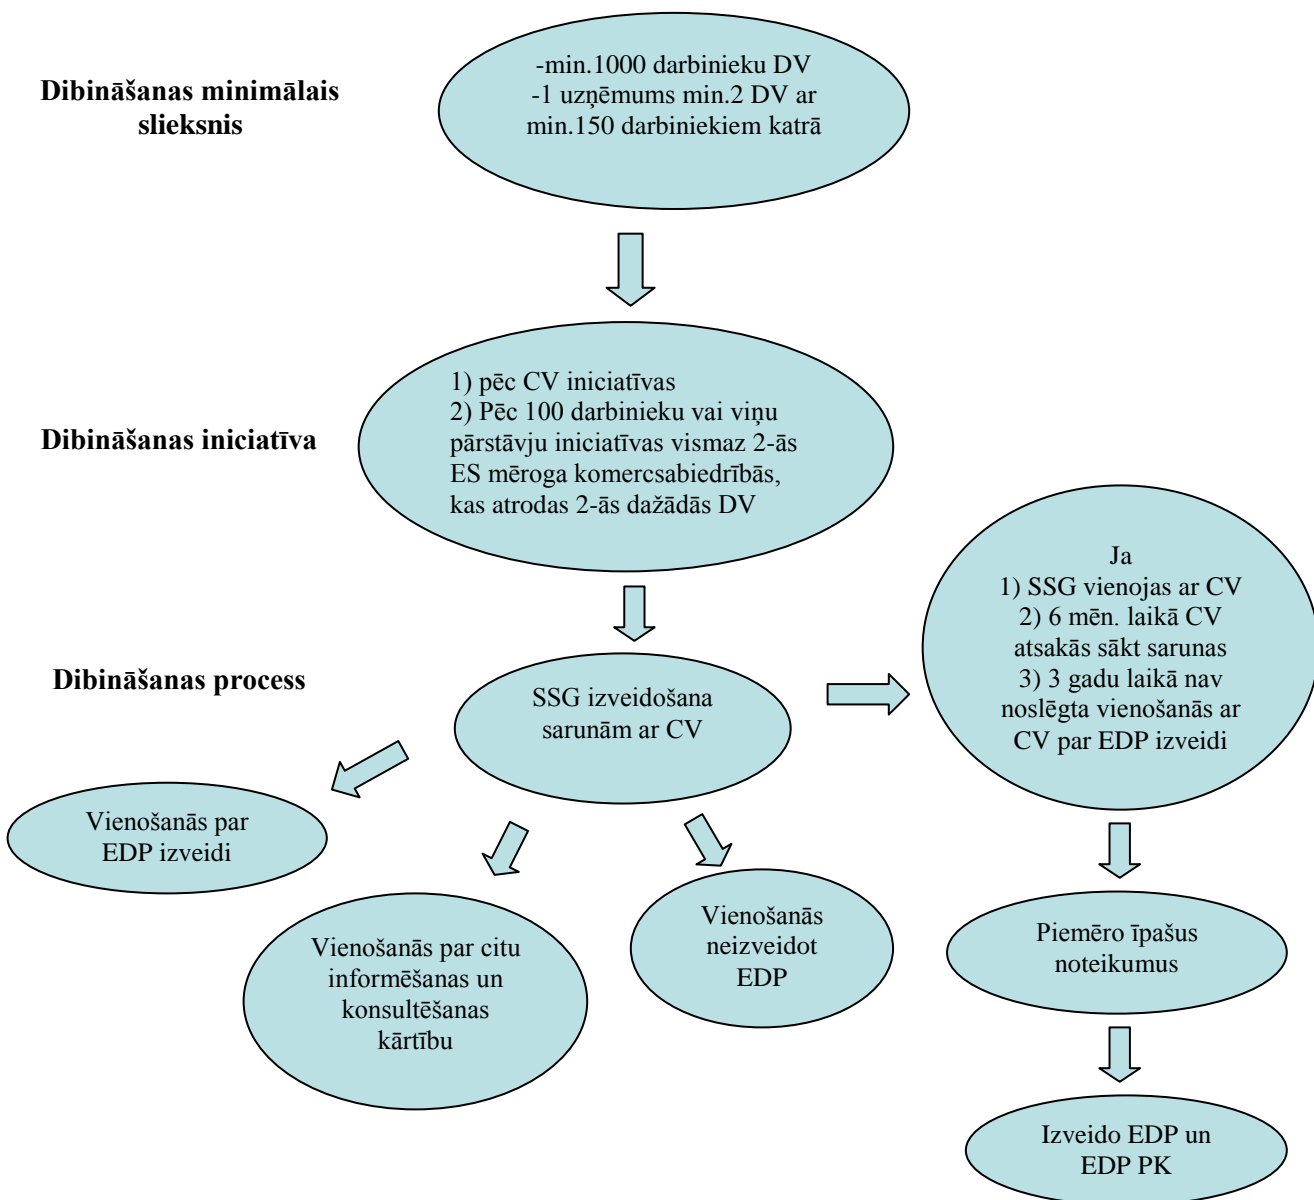 Dibināšanas minimālais
slieksnis
-min.1000 darbinieku DV
-1 uzņēmums min.2 DV ar
min.150 darbiniekiem katrā
Dibināšanas iniciatīva
1) pēc CV iniciatīvas
2) Pēc 100 darbinieku vai viņu
pārstāvju iniciatīvas vismaz 2-ās
ES mēroga komercsabiedrībās,
kas atrodas 2-ās dažādās DV
Dibināšanas process
SSG izveidošana
sarunām ar CV
Ja
1) SSG vienojas ar CV
2) 6 mēn. laikā CV
atsakās sākt sarunas
3) 3 gadu laikā nav
noslēgta vienošanās ar
CV par EDP izveidi
Vienošanās par
EDP izveidi
Vienošanās par citu
informēšanas un
konsultēšanas
kārtību
Vienošanās
neizveidot
EDP
Piemēro īpašus
noteikumus
Izveido EDP un
EDP PK